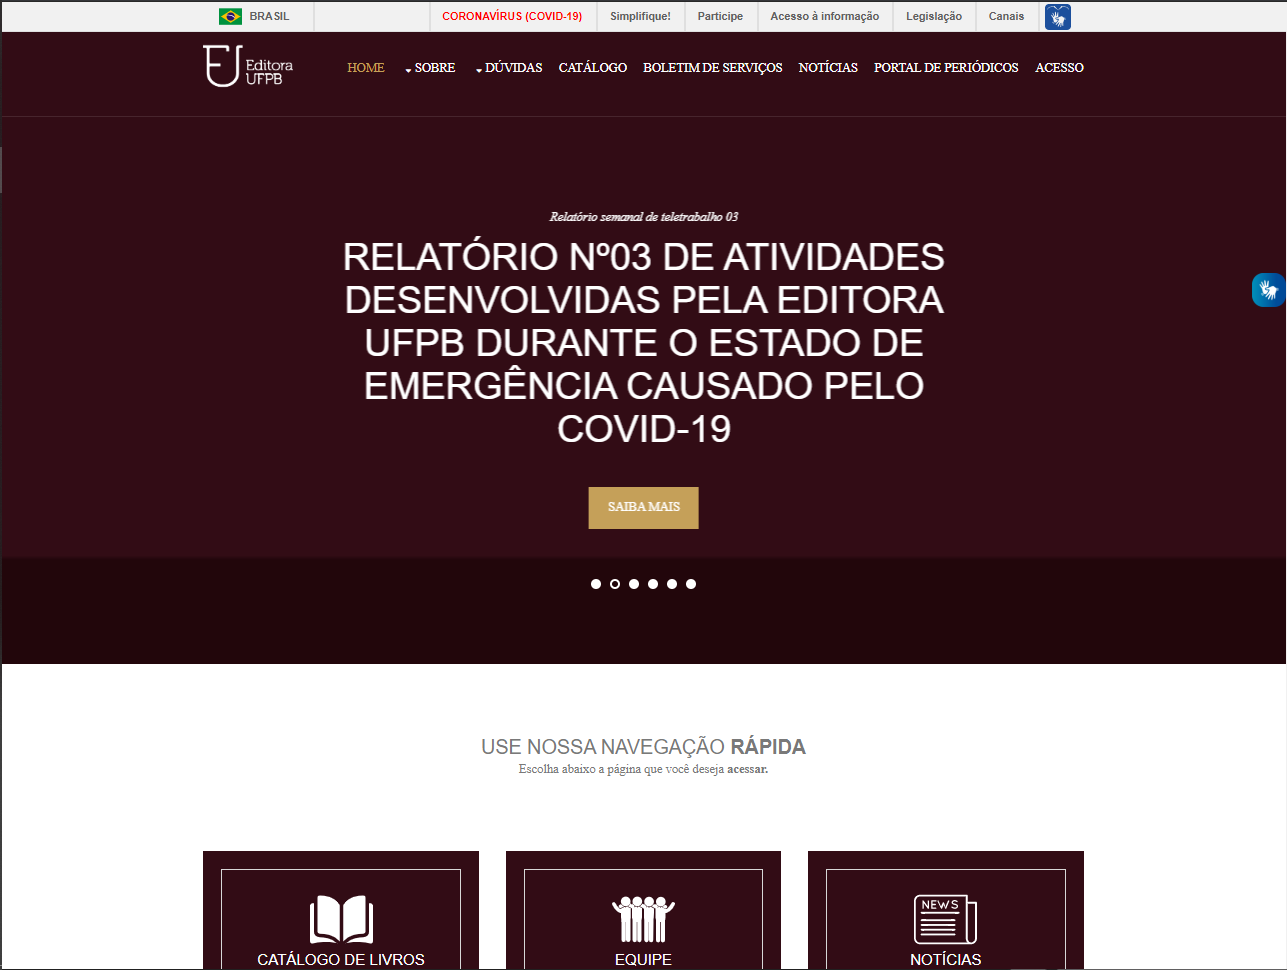 BRASIL
CORONAVÍRUS (COVID-19)
Simplifique!
Participe
Acesso à informação
Legislação
Canais
Editora
UFPB
HOME
SOBRE
DÚVIDAS
CATÁLOGO
BOLETIM DE SERVIÇOS
NOTÍCIAS
PORTAL DE PERIÓDICOS
ACESSO
Relatório semanal de teletrabalho 03
RELATÓRIO Nº03 DE ATIVIDADES
DESENVOLVIDAS PELA EDITORA
UFPB DURANTE O ESTADO DE
EMERGÊNCIA CAUSADO PELO
COVID-19
SAIBA MAIS
USE NOSSA NAVEGAÇÃO RÁPIDA
Escolha abaixo a página que você deseja acessar.
CATÁLOGO DE LIVROS
EQUIPE
NEWS
NOTÍCIAS